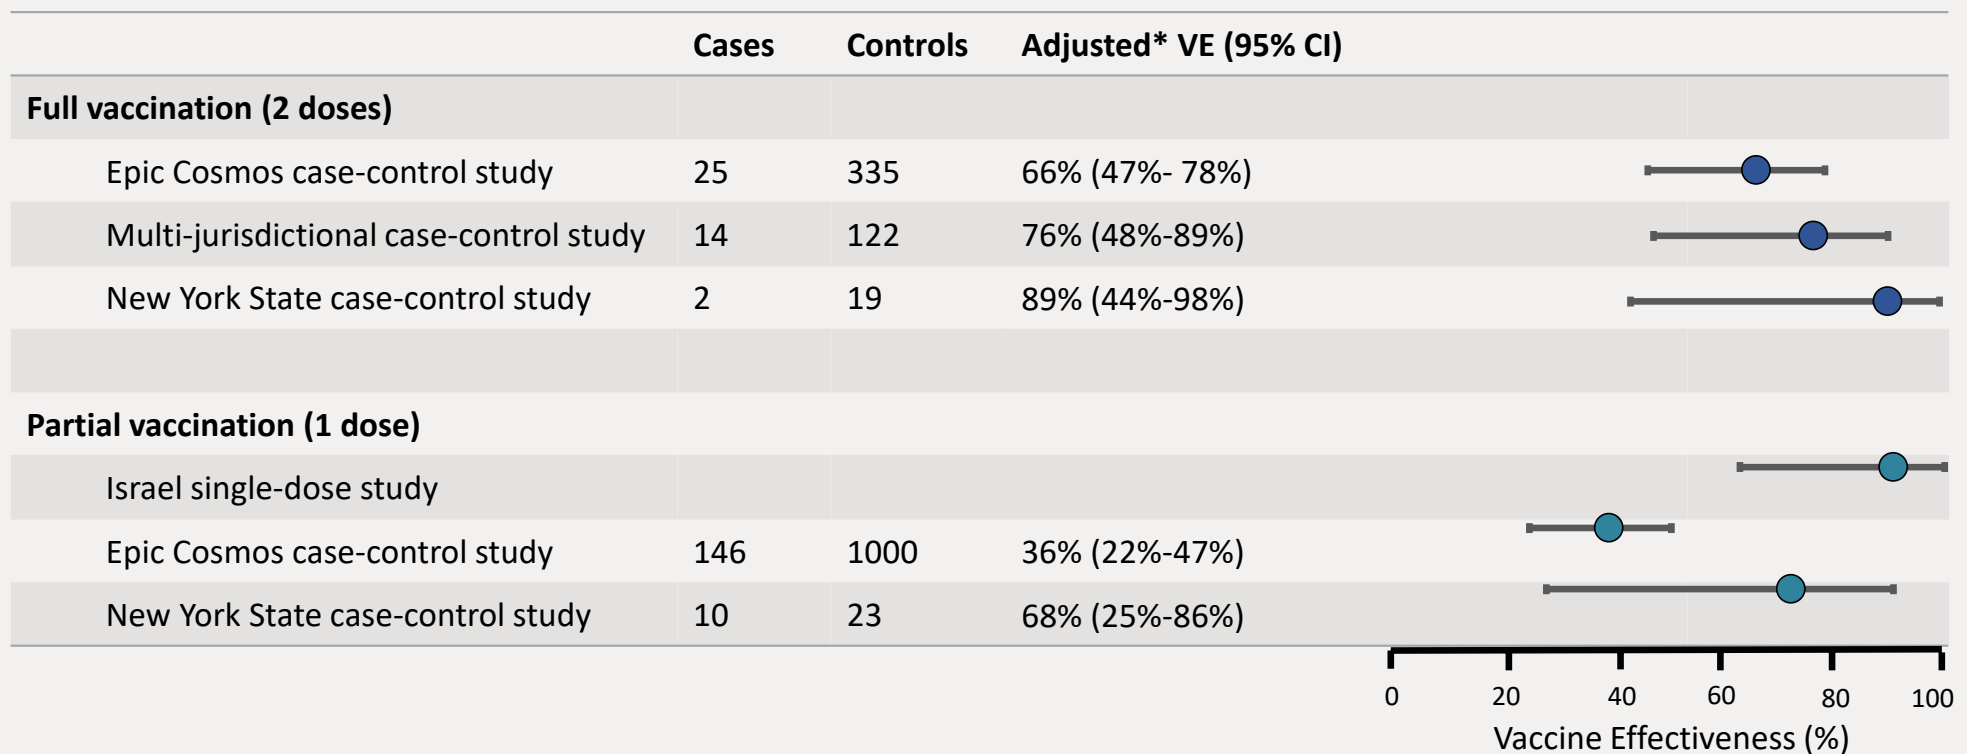 Cases Controls Adjusted* VE (95% CI)
Full vaccination (2 doses)
Epic Cosmos case-control study 25 335 66% (47%- 78%)
Multi-jurisdictional case-control study 14 122 76% (48%-89%)
New York State case-control study 2 19 89% (44%-98%)
Partial vaccination (1 dose)
Israel single-dose study
Epic Cosmos case-control study 146 1000 36% (22%-47%)
New York State case-control study 10 23 68% (25%-86%)
0 20 40 60 80 100
Vaccine Effectiveness (%)